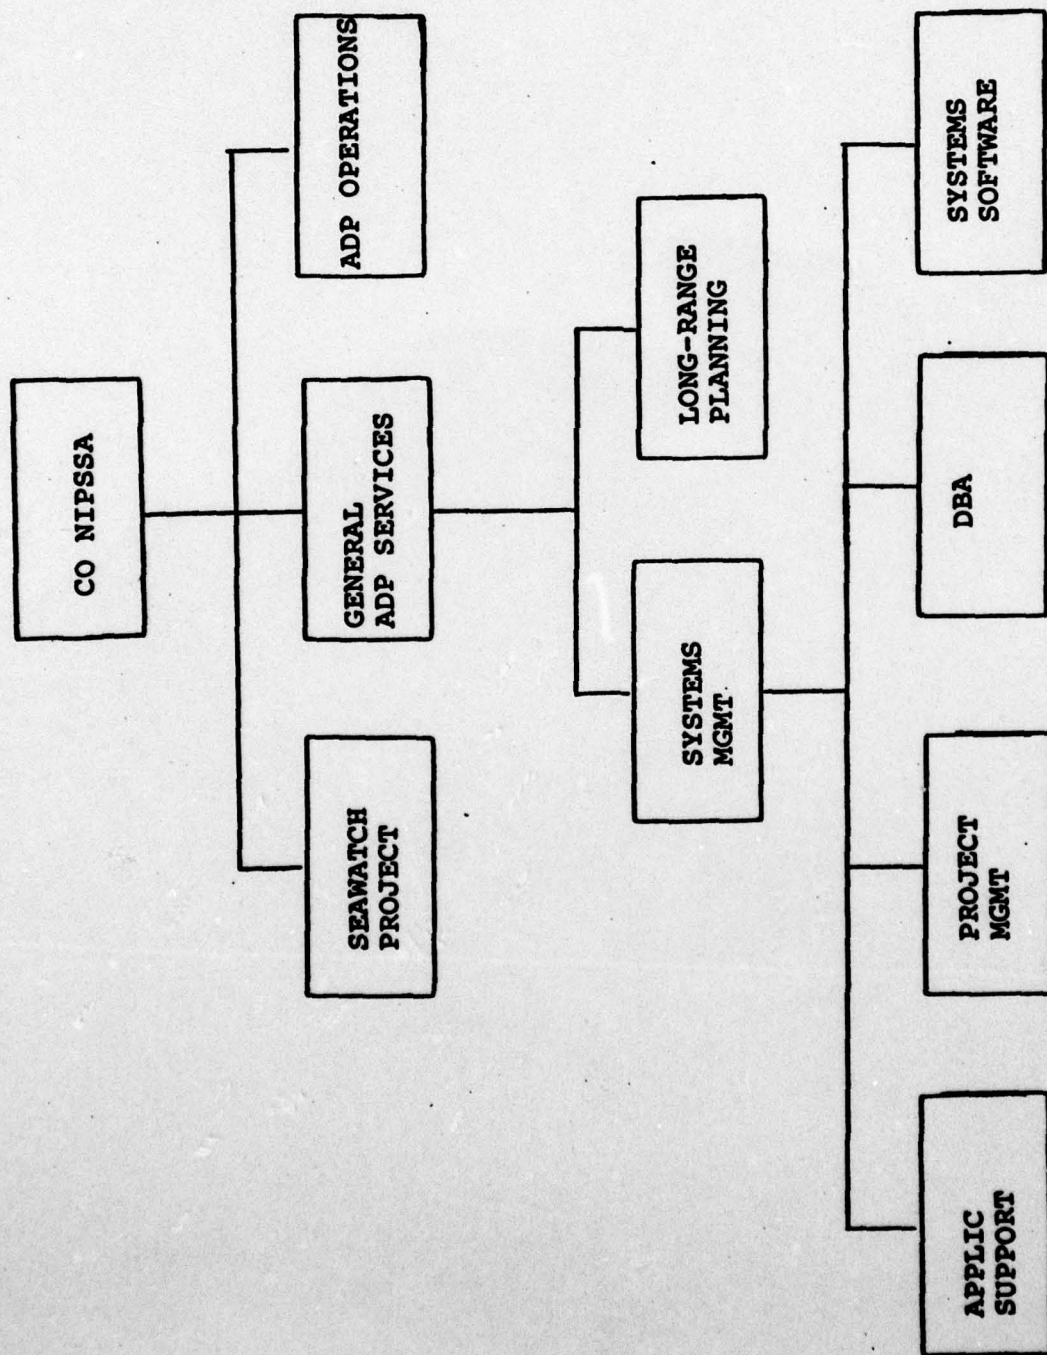 CO NIPSSA
SEAWATCH
PROJECT
GENERAL
ADP SERVICES
ADP OPERATIONS
SYSTEMS
MGMT
LONG-RANGE
PLANNING
APPLIC
SUPPORT
PROJECT
MGMT
DBA
SYSTEMS
SOFTWARE